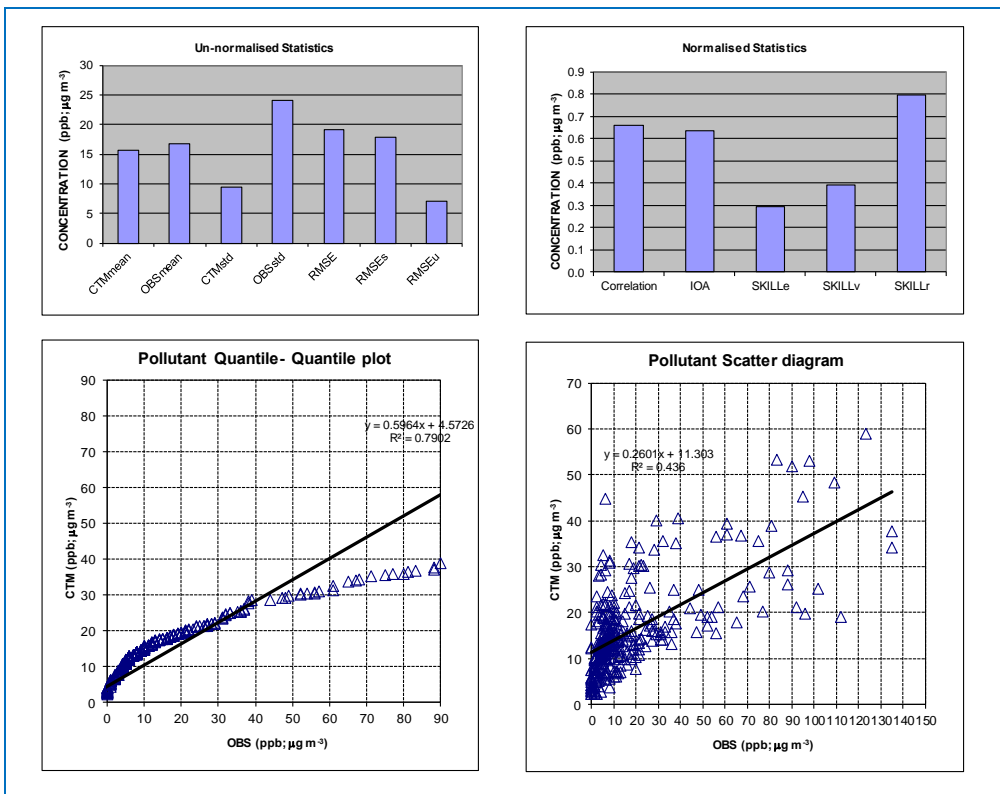 Un-normalised Statistics
CONCENTRATION (ppb; µg m-3)
30
25
20
15
10
5
0
CTMmean
OBSmean
CTMstd
OBSstd
RMSE
RMSEs
RMSEu
Normalised Statistics
CONCENTRATION (ppb; µg m-3)
0.9
0.8
0.7
0.6
0.5
0.4
0.3
0.2
0.1
0.0
Correlation IOA SKILLe SKILLv SKILLr
Pollutant Quantile- Quantile plot
CTM (ppb; µg m-3)
90
80
70
60
50
40
30
20
10
0
y = 0.5964x + 4.5726
R² = 0.7902
0 10 20 30 40 50 60 70 80 90
OBS (ppb; µg m-3)
Pollutant Scatter diagram
CTM (ppb; µg m-3)
70
60
50
40
30
20
10
0
y = 0.2601x + 11.303
R² = 0.436
0 10 20 30 40 50 60 70 80 90 100 110 120 130 140 150
OBS (ppb; µg m-3)